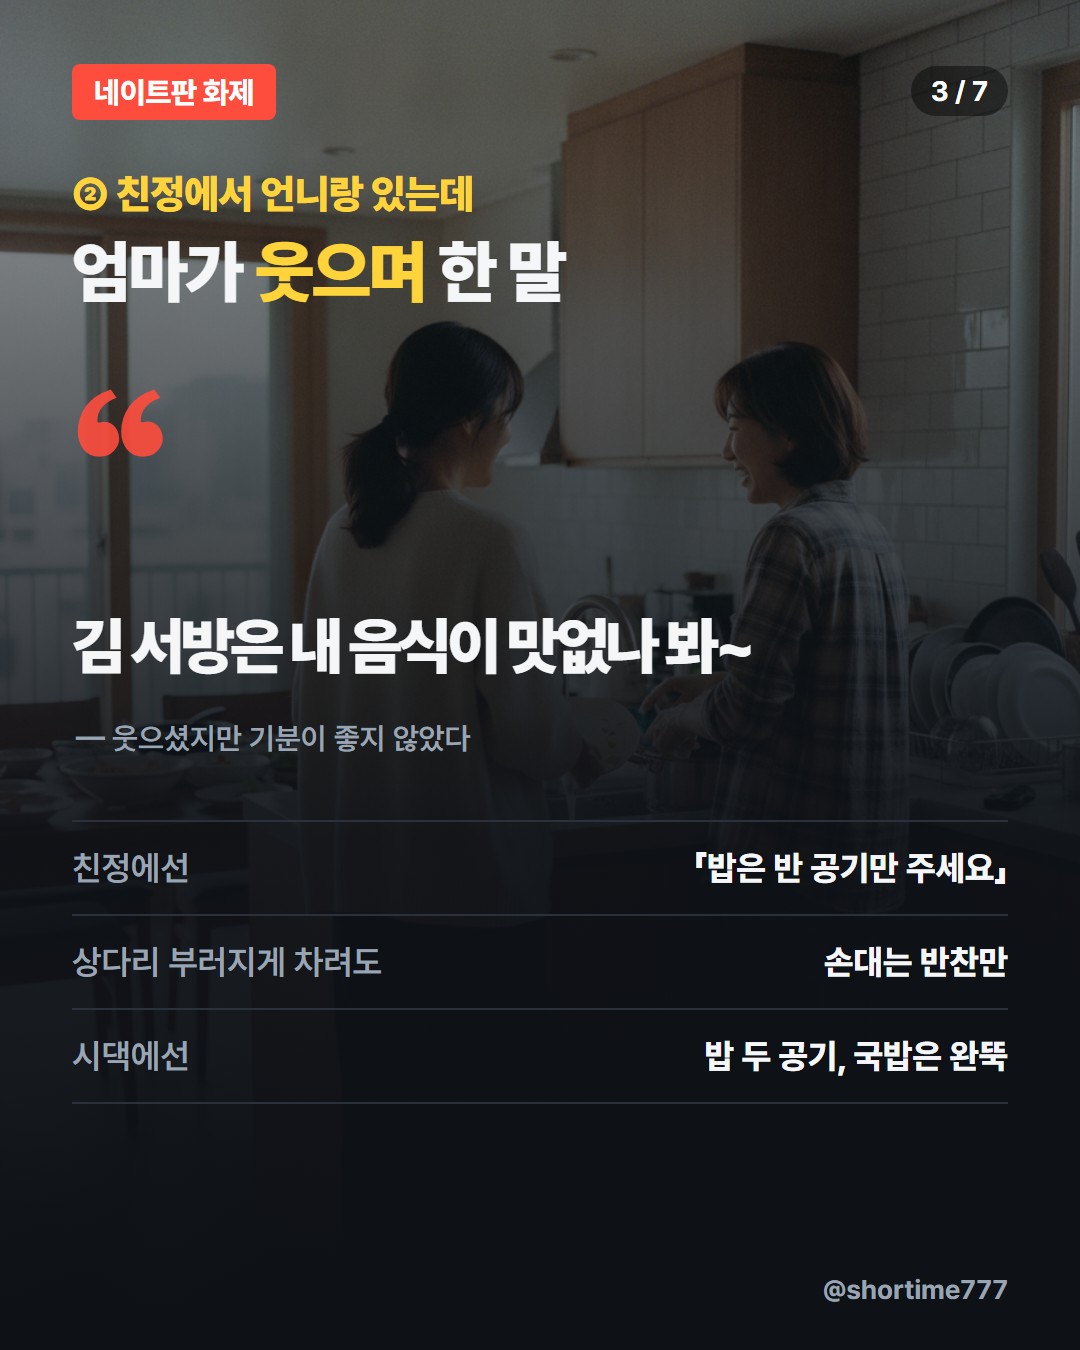 네이트판 화제
3 / 7
② 친정에서 언니랑 있는데
엄마가 웃으며 한 말
“
김 서방은 내 음식이 맛없나 봐~
— 웃으셨지만 기분이 좋지 않았다
친정에선 「밥은 반 공기만 주세요」
상다리 부러지게 차려도 손대는 반찬만
시댁에선 밥 두 공기, 국밥은 완뚝
@shortime777